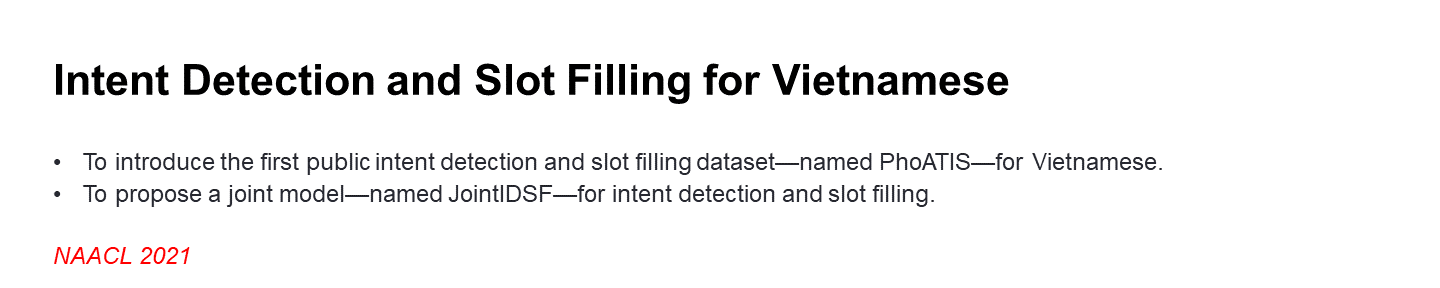 Intent Detection and Slot Filling for Vietnamese
• To introduce the first public intent detection and slot filling dataset—named PhoATIS—for Vietnamese.
• To propose a joint model—named JointIDSF—for intent detection and slot filling.
NAACL 2021